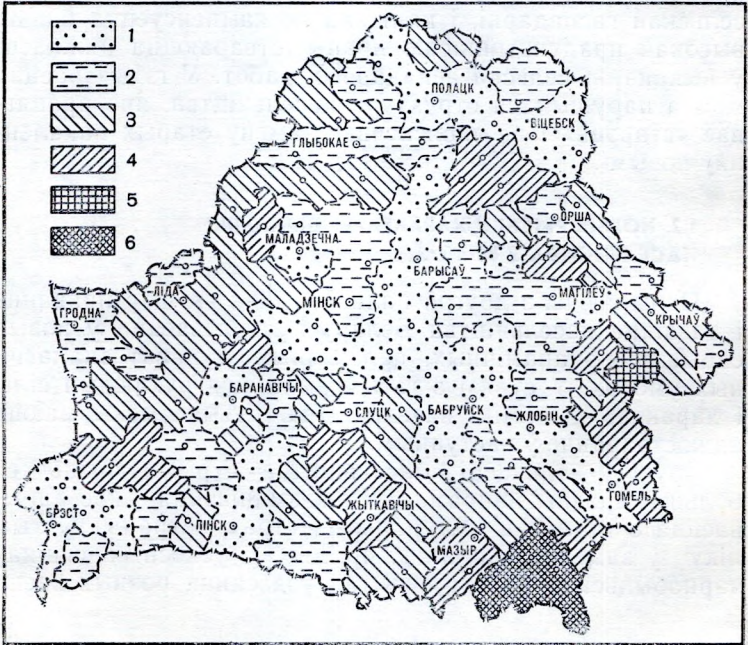 1
2
3
4
5
6
ПОЛАЦК
ВІЦЕБСК
ГЛЫБОКАЕ
ОРША
МАЛАДЗЕЧНА
БАРЫСАЎ
ЛІДА
МІНСК
МАГІЛЕЎ
ГРОДНА
КРЫЧАЎ
БАРАНАВІЧЫ
СЛУЦК
БАБРУЙСК
ЖЛОБІН
БРЭСТ
ПІНСК
ЖЫТКАВІЧЫ
ГОМЕЛЬ
МАЗЫР